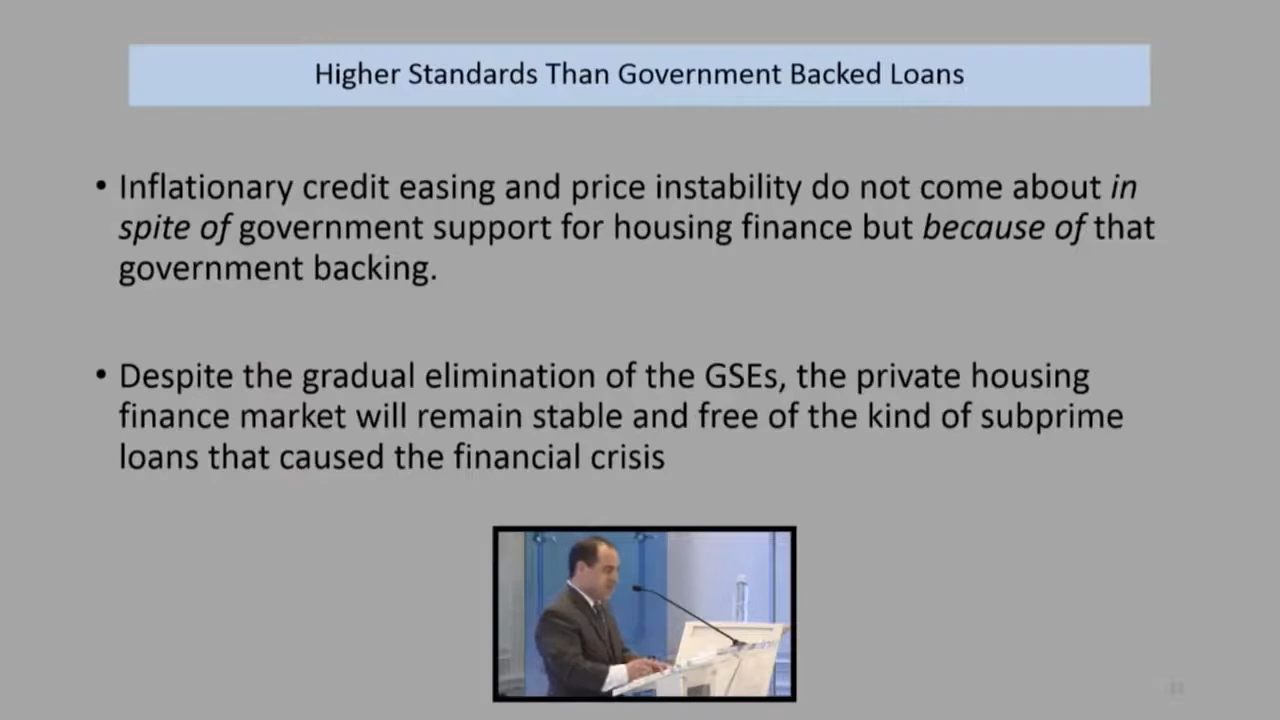 Higher Standards Than Government Backed Loans
• Inflationary credit easing and price instability do not come about in
spite of government support for housing finance but because of that
government backing.
• Despite the gradual elimination of the GSEs, the private housing
finance market will remain stable and free of the kind of subprime
loans that caused the financial crisis